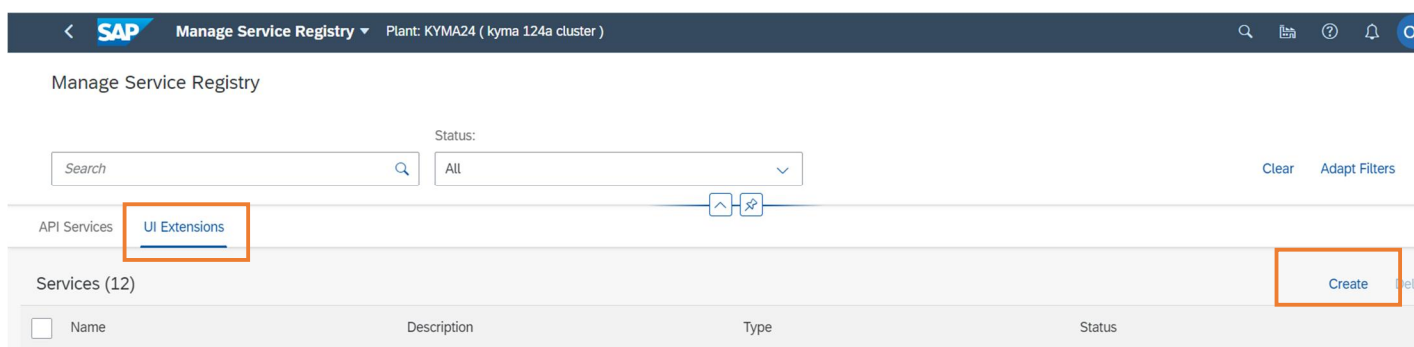 SAP Manage Service Registry Plant: KYMA24 ( kyma 124a cluster )
Manage Service Registry
Status:
Search All Clear Adapt Filters
API Services UI Extensions
Services (12) Create
Name Description Type Status